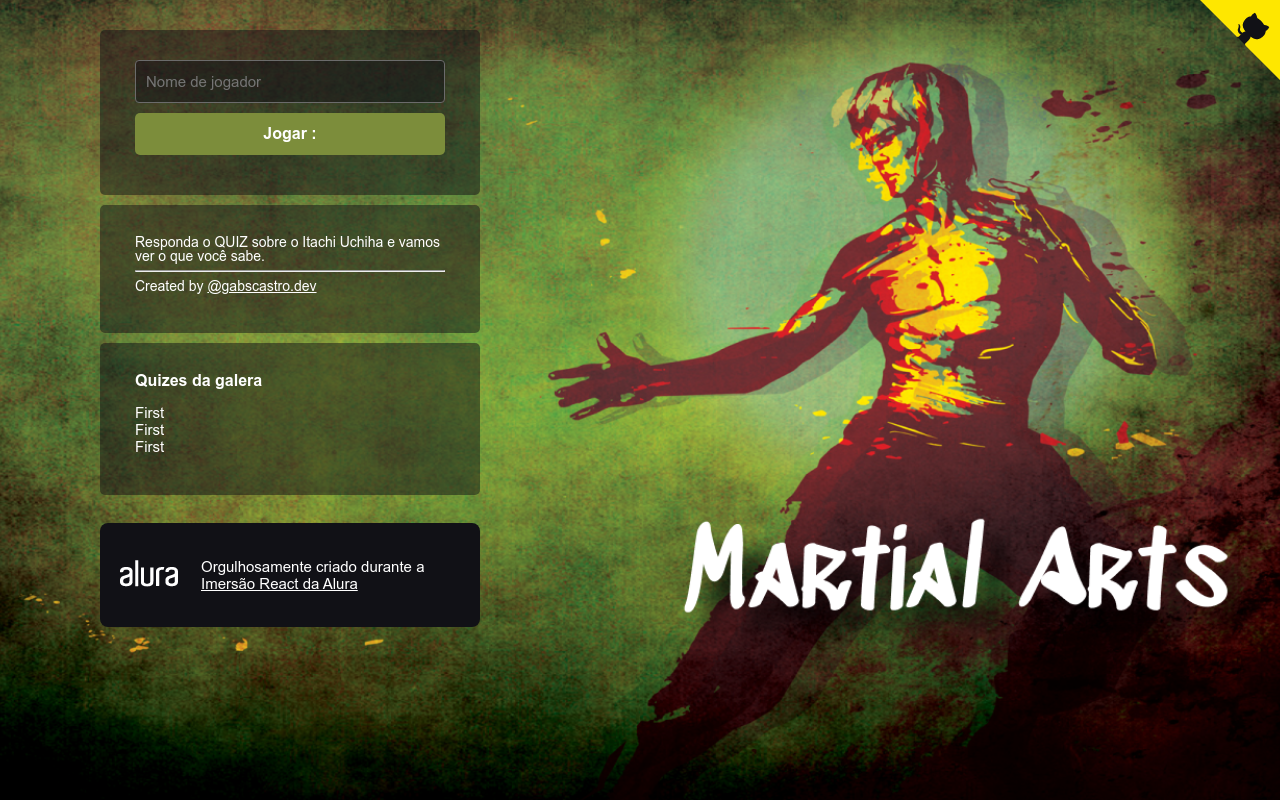 Nome de jogador
Jogar :
Responda o QUIZ sobre o Itachi Uchiha e vamos
ver o que você sabe.
Created by @gabscastro.dev
Quizes da galera
First
First
First
alura
Orgulhosamente criado durante a
Imersão React da Alura
Martial Arts